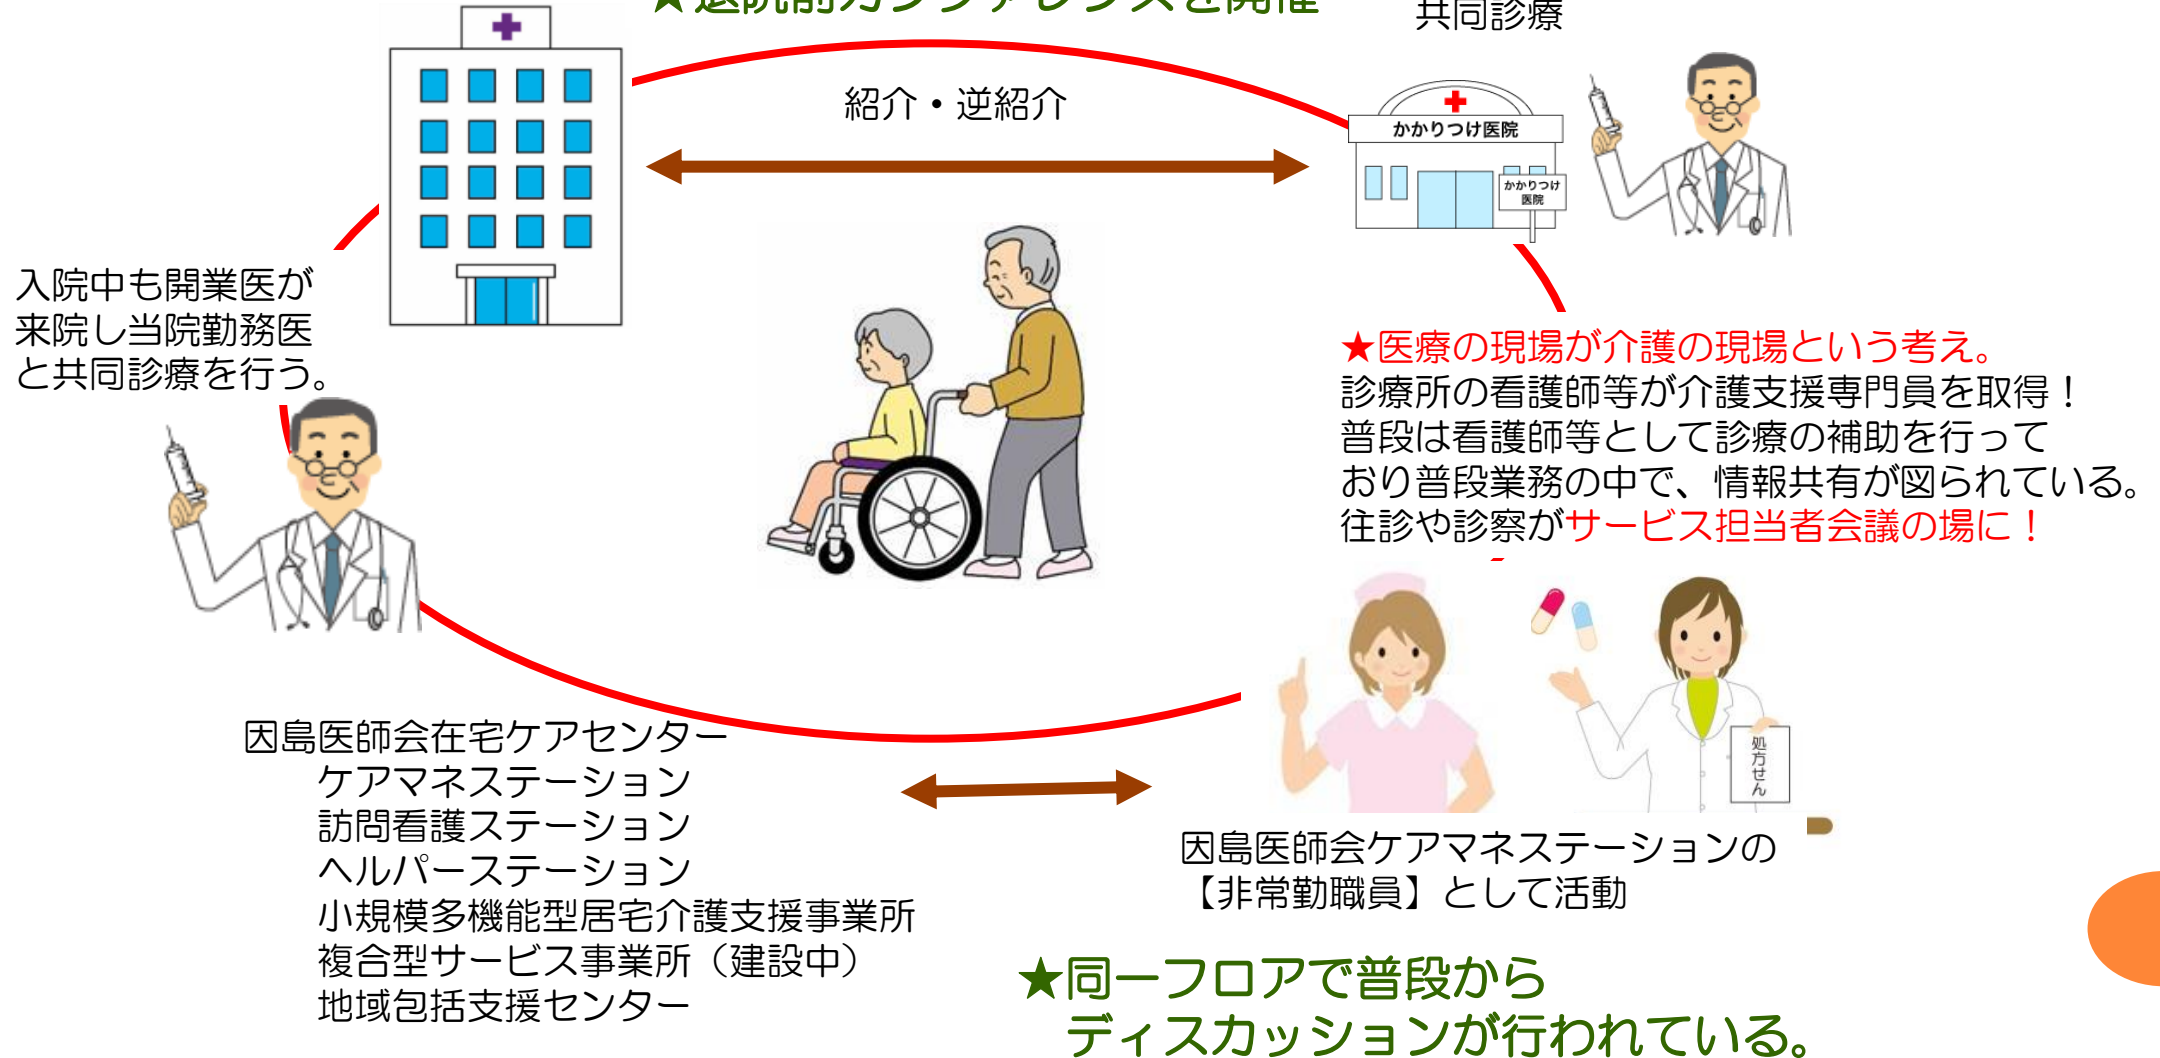 ★退院前カンファレンスを開催
共同診療
紹介・逆紹介
かかりつけ医院
かかりつけ
医院
入院中も開業医が
来院し当院勤務医
と共同診療を行う。
★医療の現場が介護の現場という考え。
診療所の看護師等が介護支援専門員を取得！
普段は看護師等として診療の補助を行って
おり普段業務の中で、情報共有が図られている。
往診や診察がサービス担当者会議の場に！
処方せん
因島医師会在宅ケアセンター
ケアマネステーション
訪問看護ステーション
ヘルパーステーション
小規模多機能型居宅介護支援事業所
複合型サービス事業所（建設中）
地域包括支援センター
因島医師会ケアマネステーションの
【非常勤職員】として活動
★同一フロアで普段から
ディスカッションが行われている。